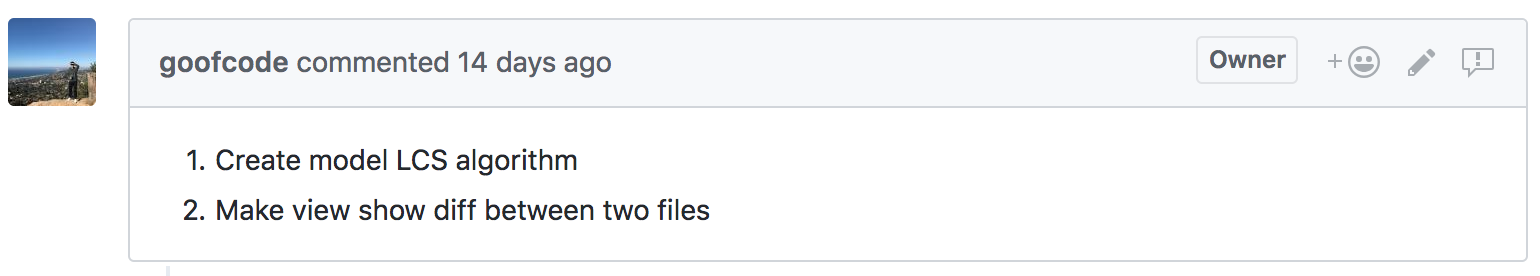 goofcode commented 14 days ago Owner
1. Create model LCS algorithm
2. Make view show diff between two files